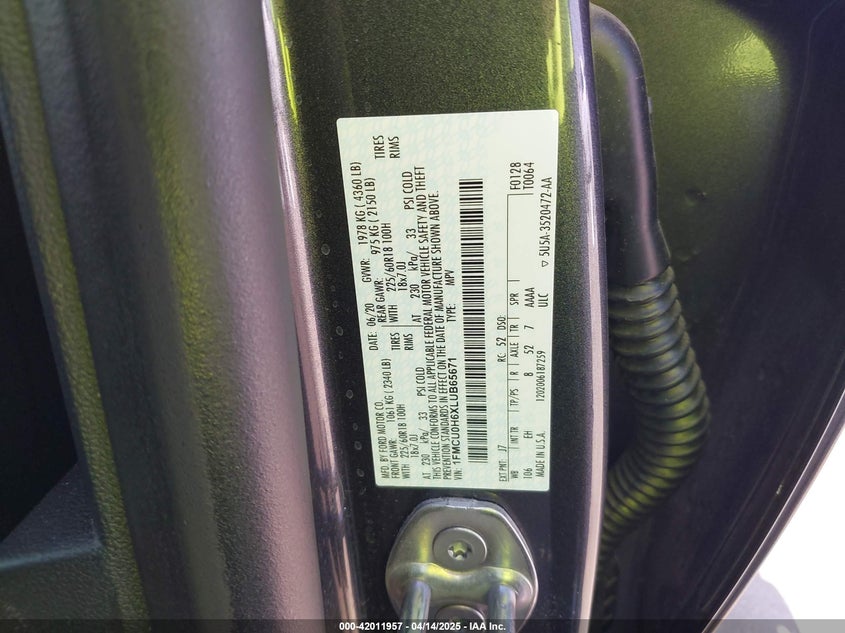 MFD. BY FORD MOTOR CO. DATE: 06/20 GVWR: 1978 KG ( 4360 LB)
FRONT GAWR: 1061 KG ( 2340 LB) REAR GAWR: 975 KG ( 2150 LB)
WITH 225/60R18 100H TIRES WITH 225/60R18 100H TIRES
18x7.0J RIMS 18x7.0J RIMS
AT 230 kPa/ 33 PSI COLD AT 230 kPa/ 33 PSI COLD
THIS VEHICLE CONFORMS TO ALL APPLICABLE FEDERAL MOTOR VEHICLE SAFETY AND THEFT
PREVENTION STANDARDS IN EFFECT ON THE DATE OF MANUFACTURE SHOWN ABOVE.
VIN: 1FMCU0H6XLUB65671 TYPE: MPV
EXT PNT: J7 RC: 52 DSO: F0128
T0064
WB INT TR TP/PS R AXLE TR SPR
106 EH 8 52 7 AAAA
ULC
MADE IN U.S.A. 1202006187259 ▽ 5U5A-3520472-AA
000-42011957 04/14/2025 IAA Inc.